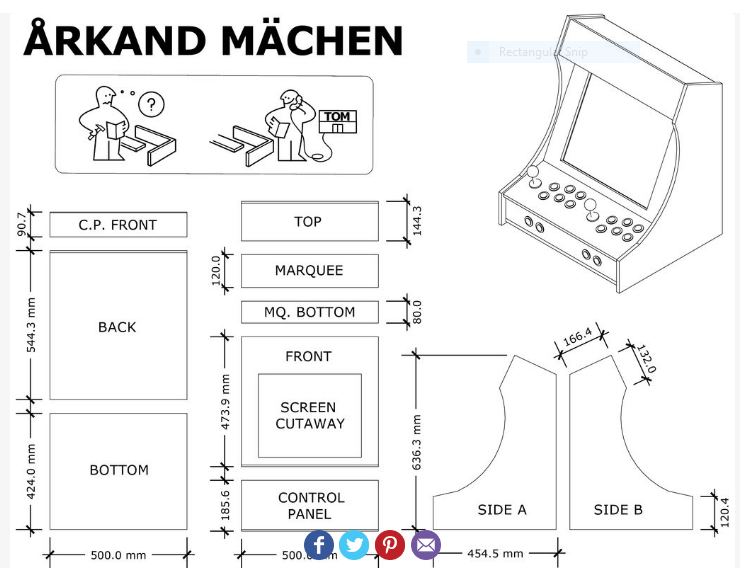 ÅRKAND MÄCHEN
Rectangular Snip
?
TOM
C.P. FRONT
90.7
BACK
544.3 mm
BOTTOM
424.0 mm
500.0 mm
TOP
144.3
MARQUEE
120.0
MQ. BOTTOM
80.0
FRONT
SCREEN
CUTAWAY
473.9 mm
CONTROL
PANEL
185.6
500.
636.3 mm
SIDE A
454.5 mm
166.4
132.0
SIDE B
120.4